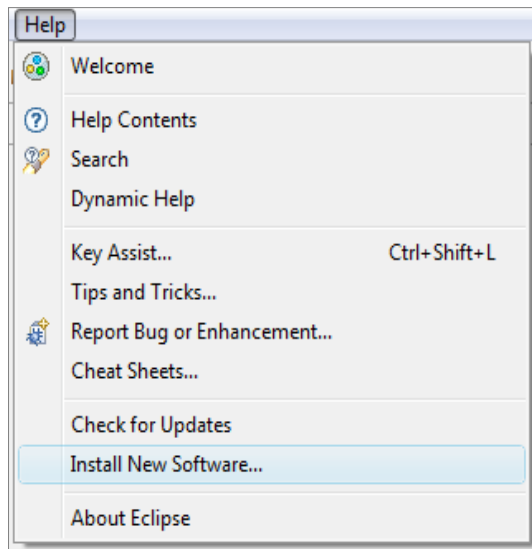 Help
Welcome
Help Contents
Search
Dynamic Help
Key Assist... Ctrl+Shift+L
Tips and Tricks...
Report Bug or Enhancement...
Cheat Sheets...
Check for Updates
Install New Software...
About Eclipse